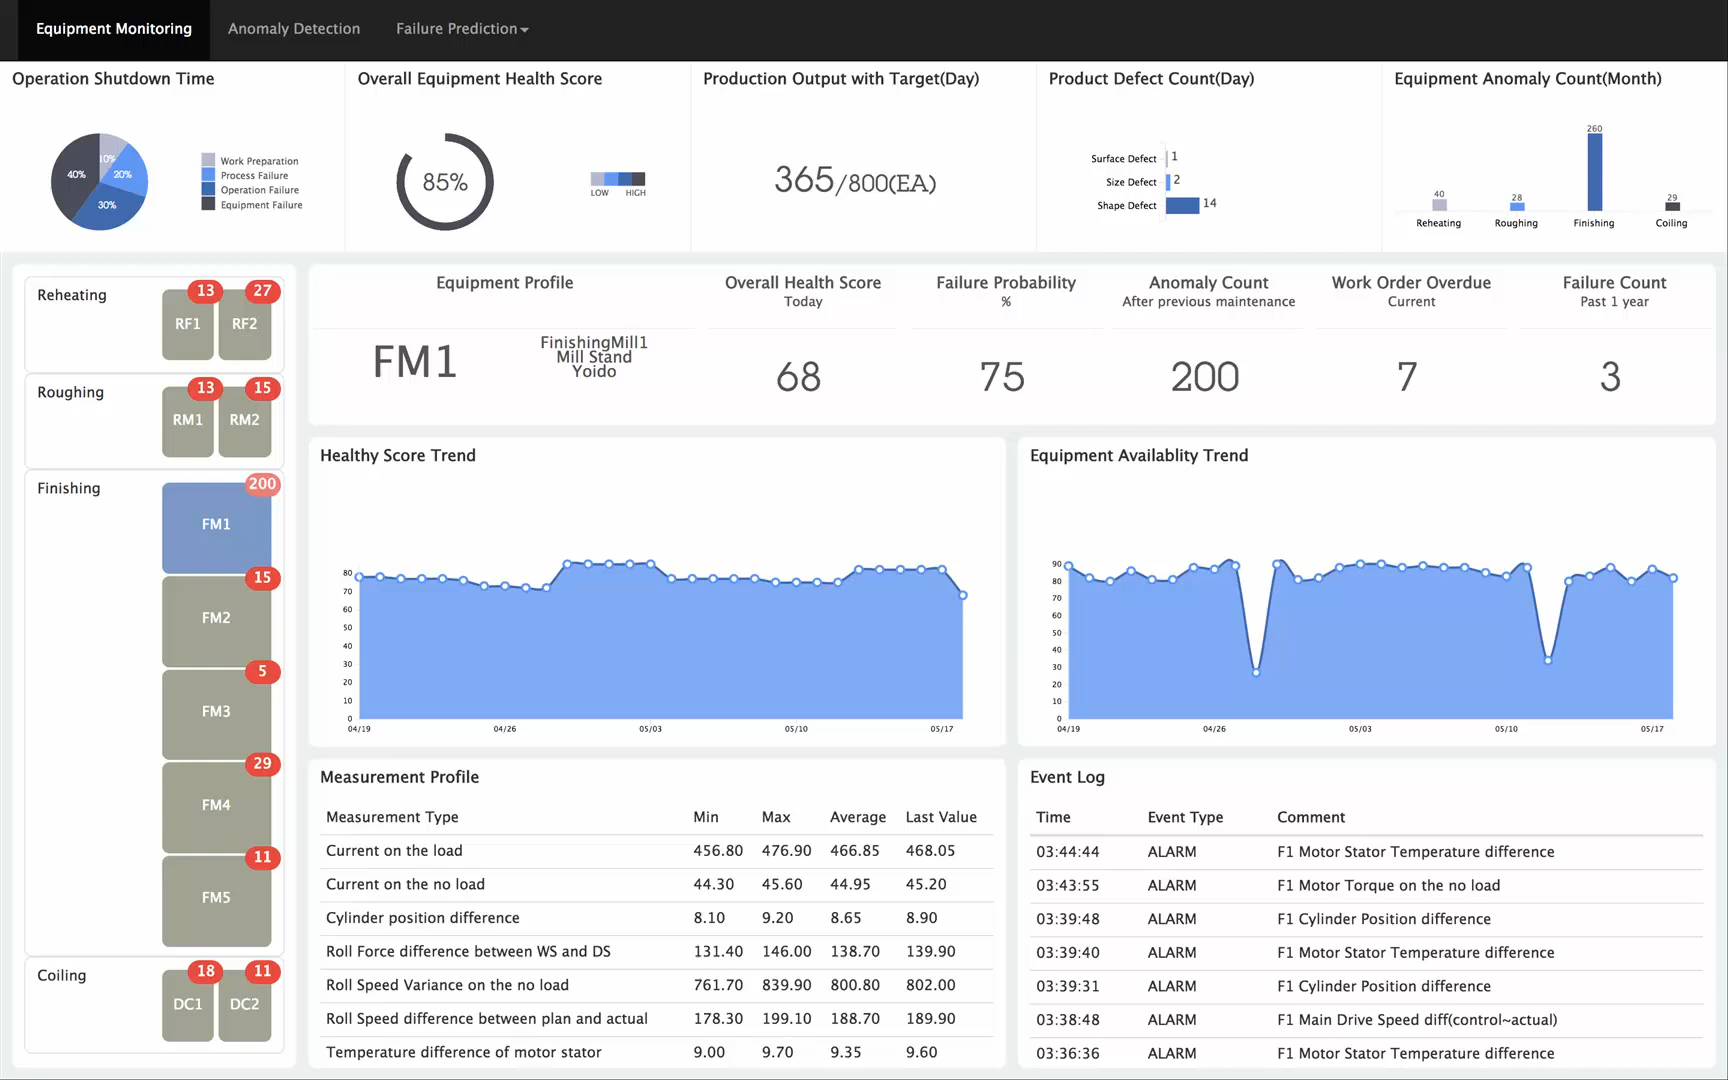 Equipment Monitoring
Anomaly Detection
Failure Prediction
Operation Shutdown Time
10%
20%
30%
40%
Work Preparation
Process Failure
Operation Failure
Equipment Failure
Overall Equipment Health Score
85%
LOW HIGH
Production Output with Target(Day)
365/800(EA)
Product Defect Count(Day)
Surface Defect 1
Size Defect 2
Shape Defect 14
Equipment Anomaly Count(Month)
40 28 260 29
Reheating Roughing Finishing Coiling
Reheating
13 27
RF1 RF2
Roughing
13 15
RM1 RM2
Finishing
200
FM1
15
FM2
5
FM3
29
FM4
11
FM5
Coiling
18 11
DC1 DC2
Equipment Profile
FM1
FinishingMill1
Mill Stand
Yoido
Overall Health Score
Today
68
Failure Probability
%
75
Anomaly Count
After previous maintenance
200
Work Order Overdue
Current
7
Failure Count
Past 1 year
3
Healthy Score Trend
80
70
60
50
40
30
20
10
0
04/19 04/26 05/03 05/10 05/17
Equipment Availablity Trend
90
80
70
60
50
40
30
20
10
0
04/19 04/26 05/03 05/10 05/17
Measurement Profile
Measurement Type Min Max Average Last Value
Current on the load 456.80 476.90 466.85 468.05
Current on the no load 44.30 45.60 44.95 45.20
Cylinder position difference 8.10 9.20 8.65 8.90
Roll Force difference between WS and DS 131.40 146.00 138.70 139.90
Roll Speed Variance on the no load 761.70 839.90 800.80 802.00
Roll Speed difference between plan and actual 178.30 199.10 188.70 189.90
Temperature difference of motor stator 9.00 9.70 9.35 9.60
Event Log
Time Event Type Comment
03:44:44 ALARM F1 Motor Stator Temperature difference
03:43:55 ALARM F1 Motor Torque on the no load
03:39:48 ALARM F1 Cylinder Position difference
03:39:40 ALARM F1 Motor Stator Temperature difference
03:39:31 ALARM F1 Cylinder Position difference
03:38:48 ALARM F1 Main Drive Speed diff(control~actual)
03:36:36 ALARM F1 Motor Stator Temperature difference